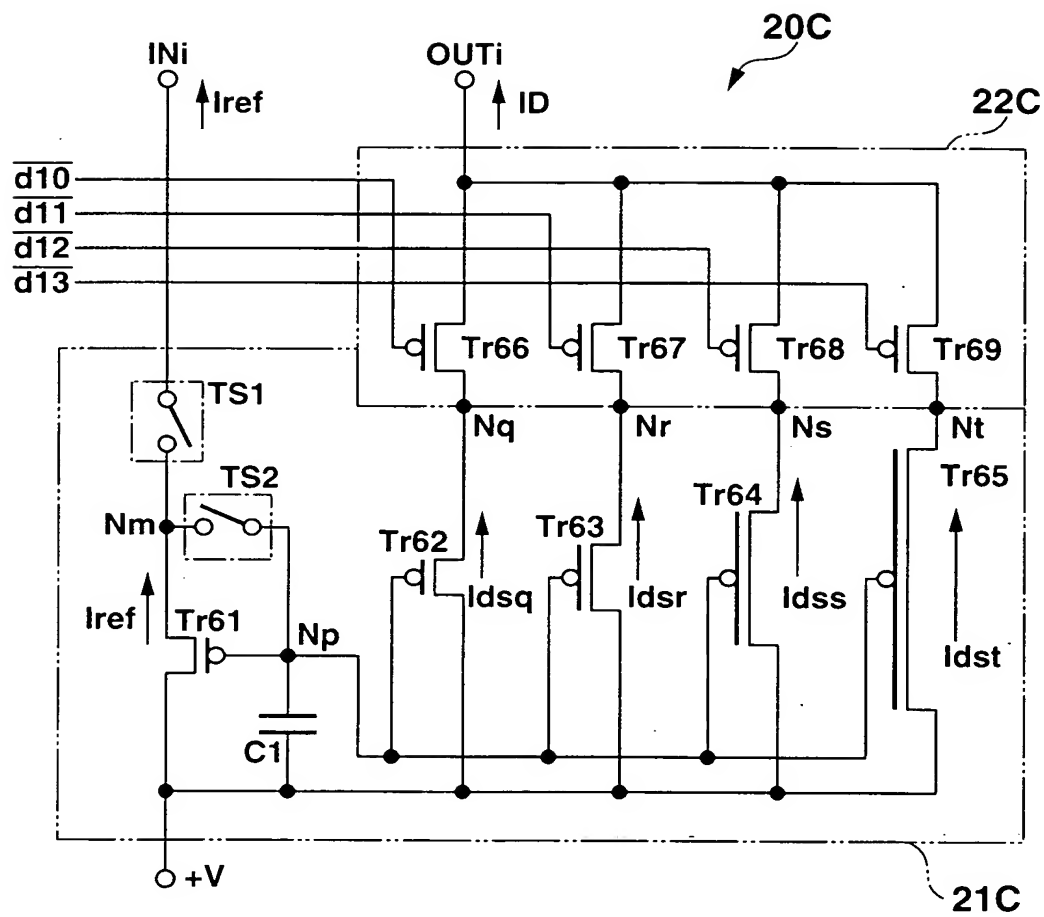 20C
INi
OUTi
Iref
ID
22C
d10
d11
d12
d13
Tr66
Tr67
Tr68
Tr69
TS1
Nq
Nr
Ns
Nt
TS2
Tr65
Tr64
Nm
Tr62
Tr63
Iref
Tr61
Np
Idsq
Idsr
Idss
Idst
C1
+V
21C